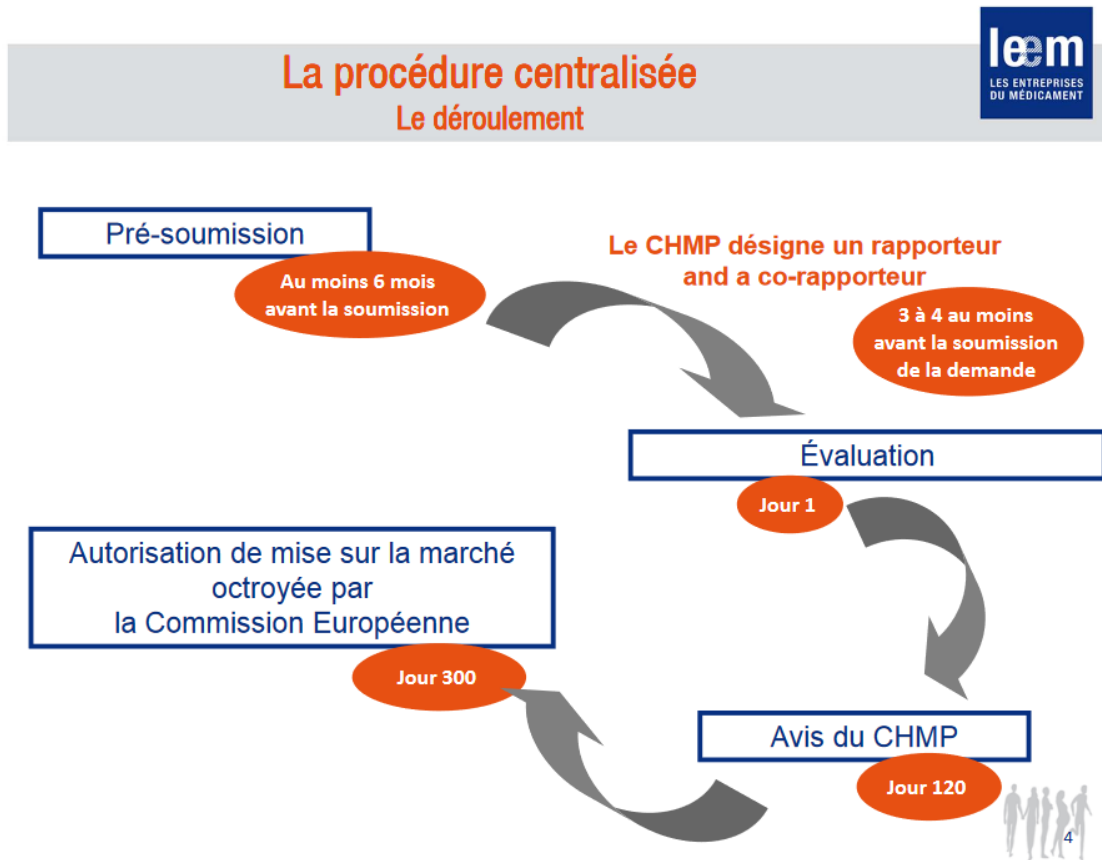 leem
LES ENTREPRISES
DU MÉDICAMENT
La procédure centralisée
Le déroulement
Pré-soumission
Au moins 6 mois
avant la soumission
Le CHMP désigne un rapporteur
and a co-rapporteur
3 à 4 au moins
avant la soumission
de la demande
Évaluation
Jour 1
Autorisation de mise sur la marché
octroyée par
la Commission Européenne
Jour 300
Avis du CHMP
Jour 120
4